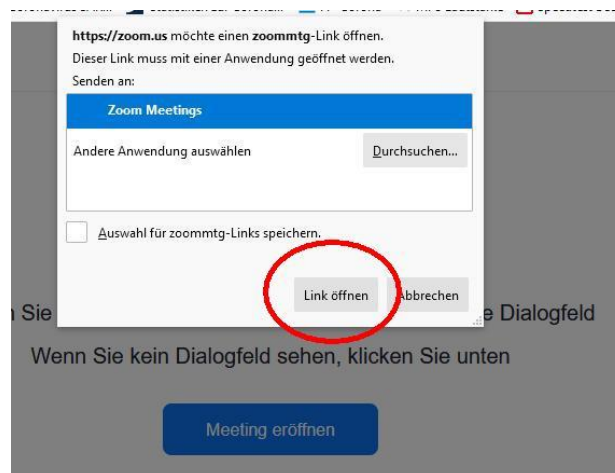 https://zoom.us möchte einen zoommtg-Link öffnen.
Dieser Link muss mit einer Anwendung geöffnet werden.
Senden an:
Zoom Meetings
Andere Anwendung auswählen
Durchsuchen...
Auswahl für zoommtg-Links speichern.
Link öffnen
Abbrechen
Sie
Dialogfeld
Wenn Sie kein Dialogfeld sehen, klicken Sie unten
Meeting eröffnen